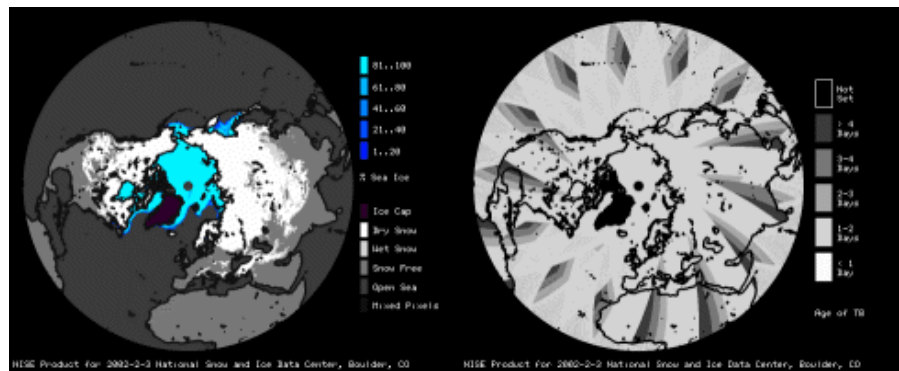 81..100
61..80
41..60
21..40
1..20
% Sea Ice
Ice Cap
Dry Snow
Wet Snow
Snow Free
Open Sea
Mixed Pixels
NISE Product for 2002-2-3 National Snow and Ice Data Center, Boulder, CO
Not
Set
> 4
Days
3-4
Days
2-3
Days
1-2
Days
< 1
Day
Age of TB
NISE Product for 2002-2-3 National Snow and Ice Data Center, Boulder, CO